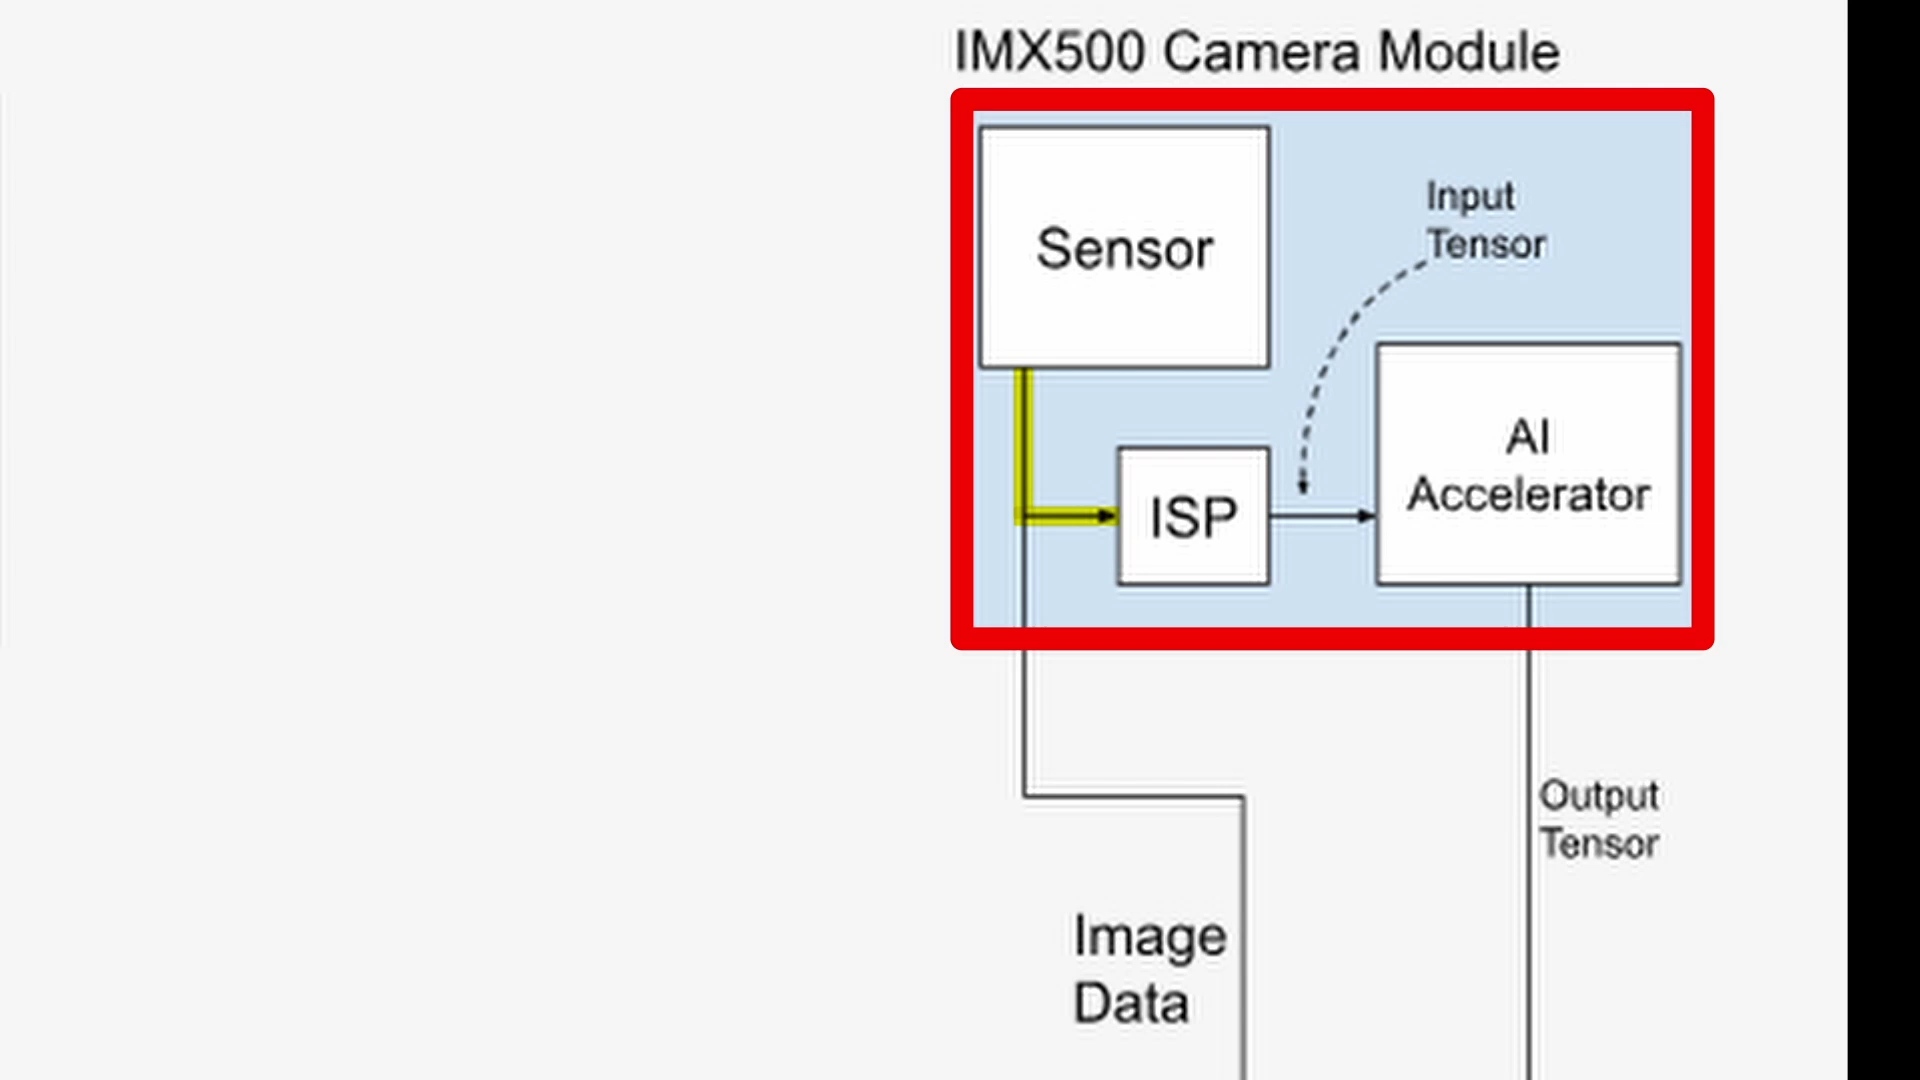 IMX500 Camera Module
Sensor
Input
Tensor
ISP
AI
Accelerator
Output
Tensor
Image
Data